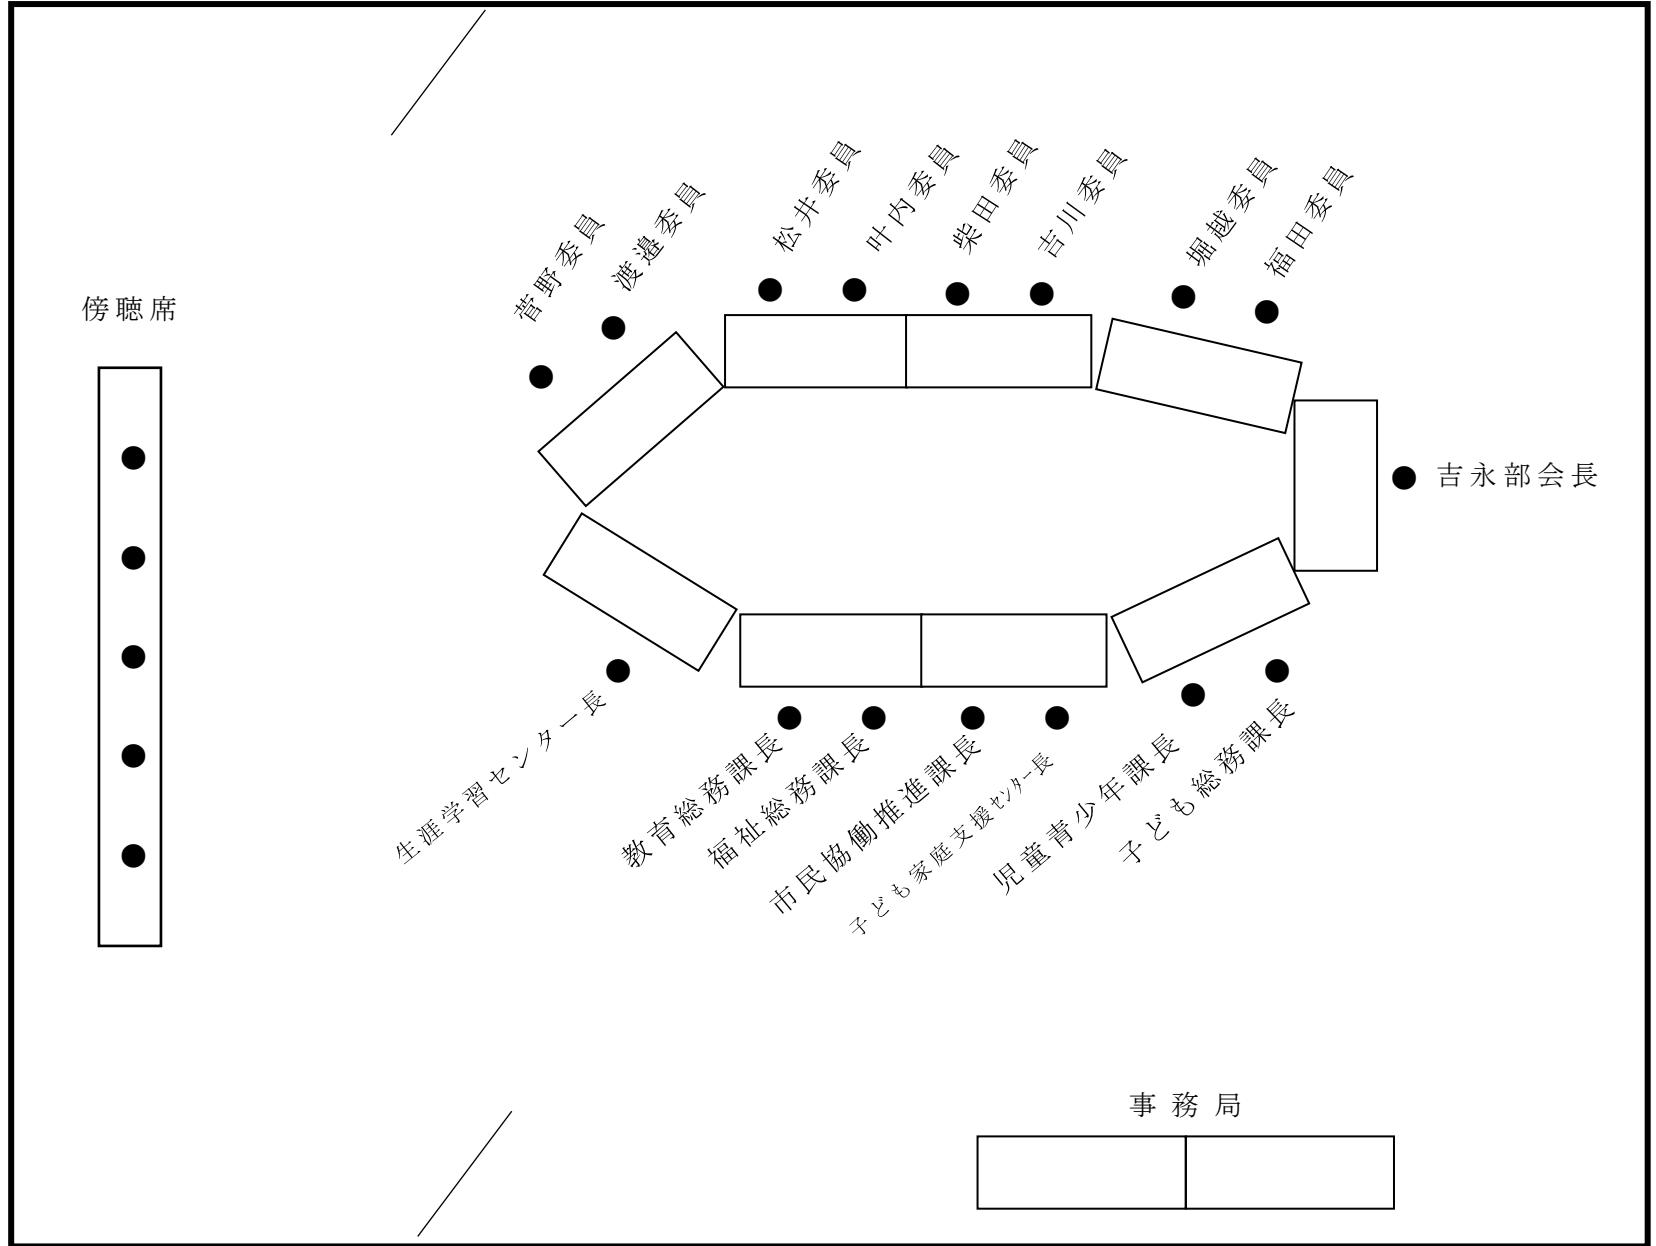 菅野委員
渡邉委員
松井委員
叶内委員
柴田委員
吉川委員
堀越委員
福田委員
傍聴席
吉永部会長
生涯学習センター長
教育総務課長
福祉総務課長
市民協働推進課長
子ども家庭支援ｾﾝﾀｰ長
児童青少年課長
子ども総務課長
事務局